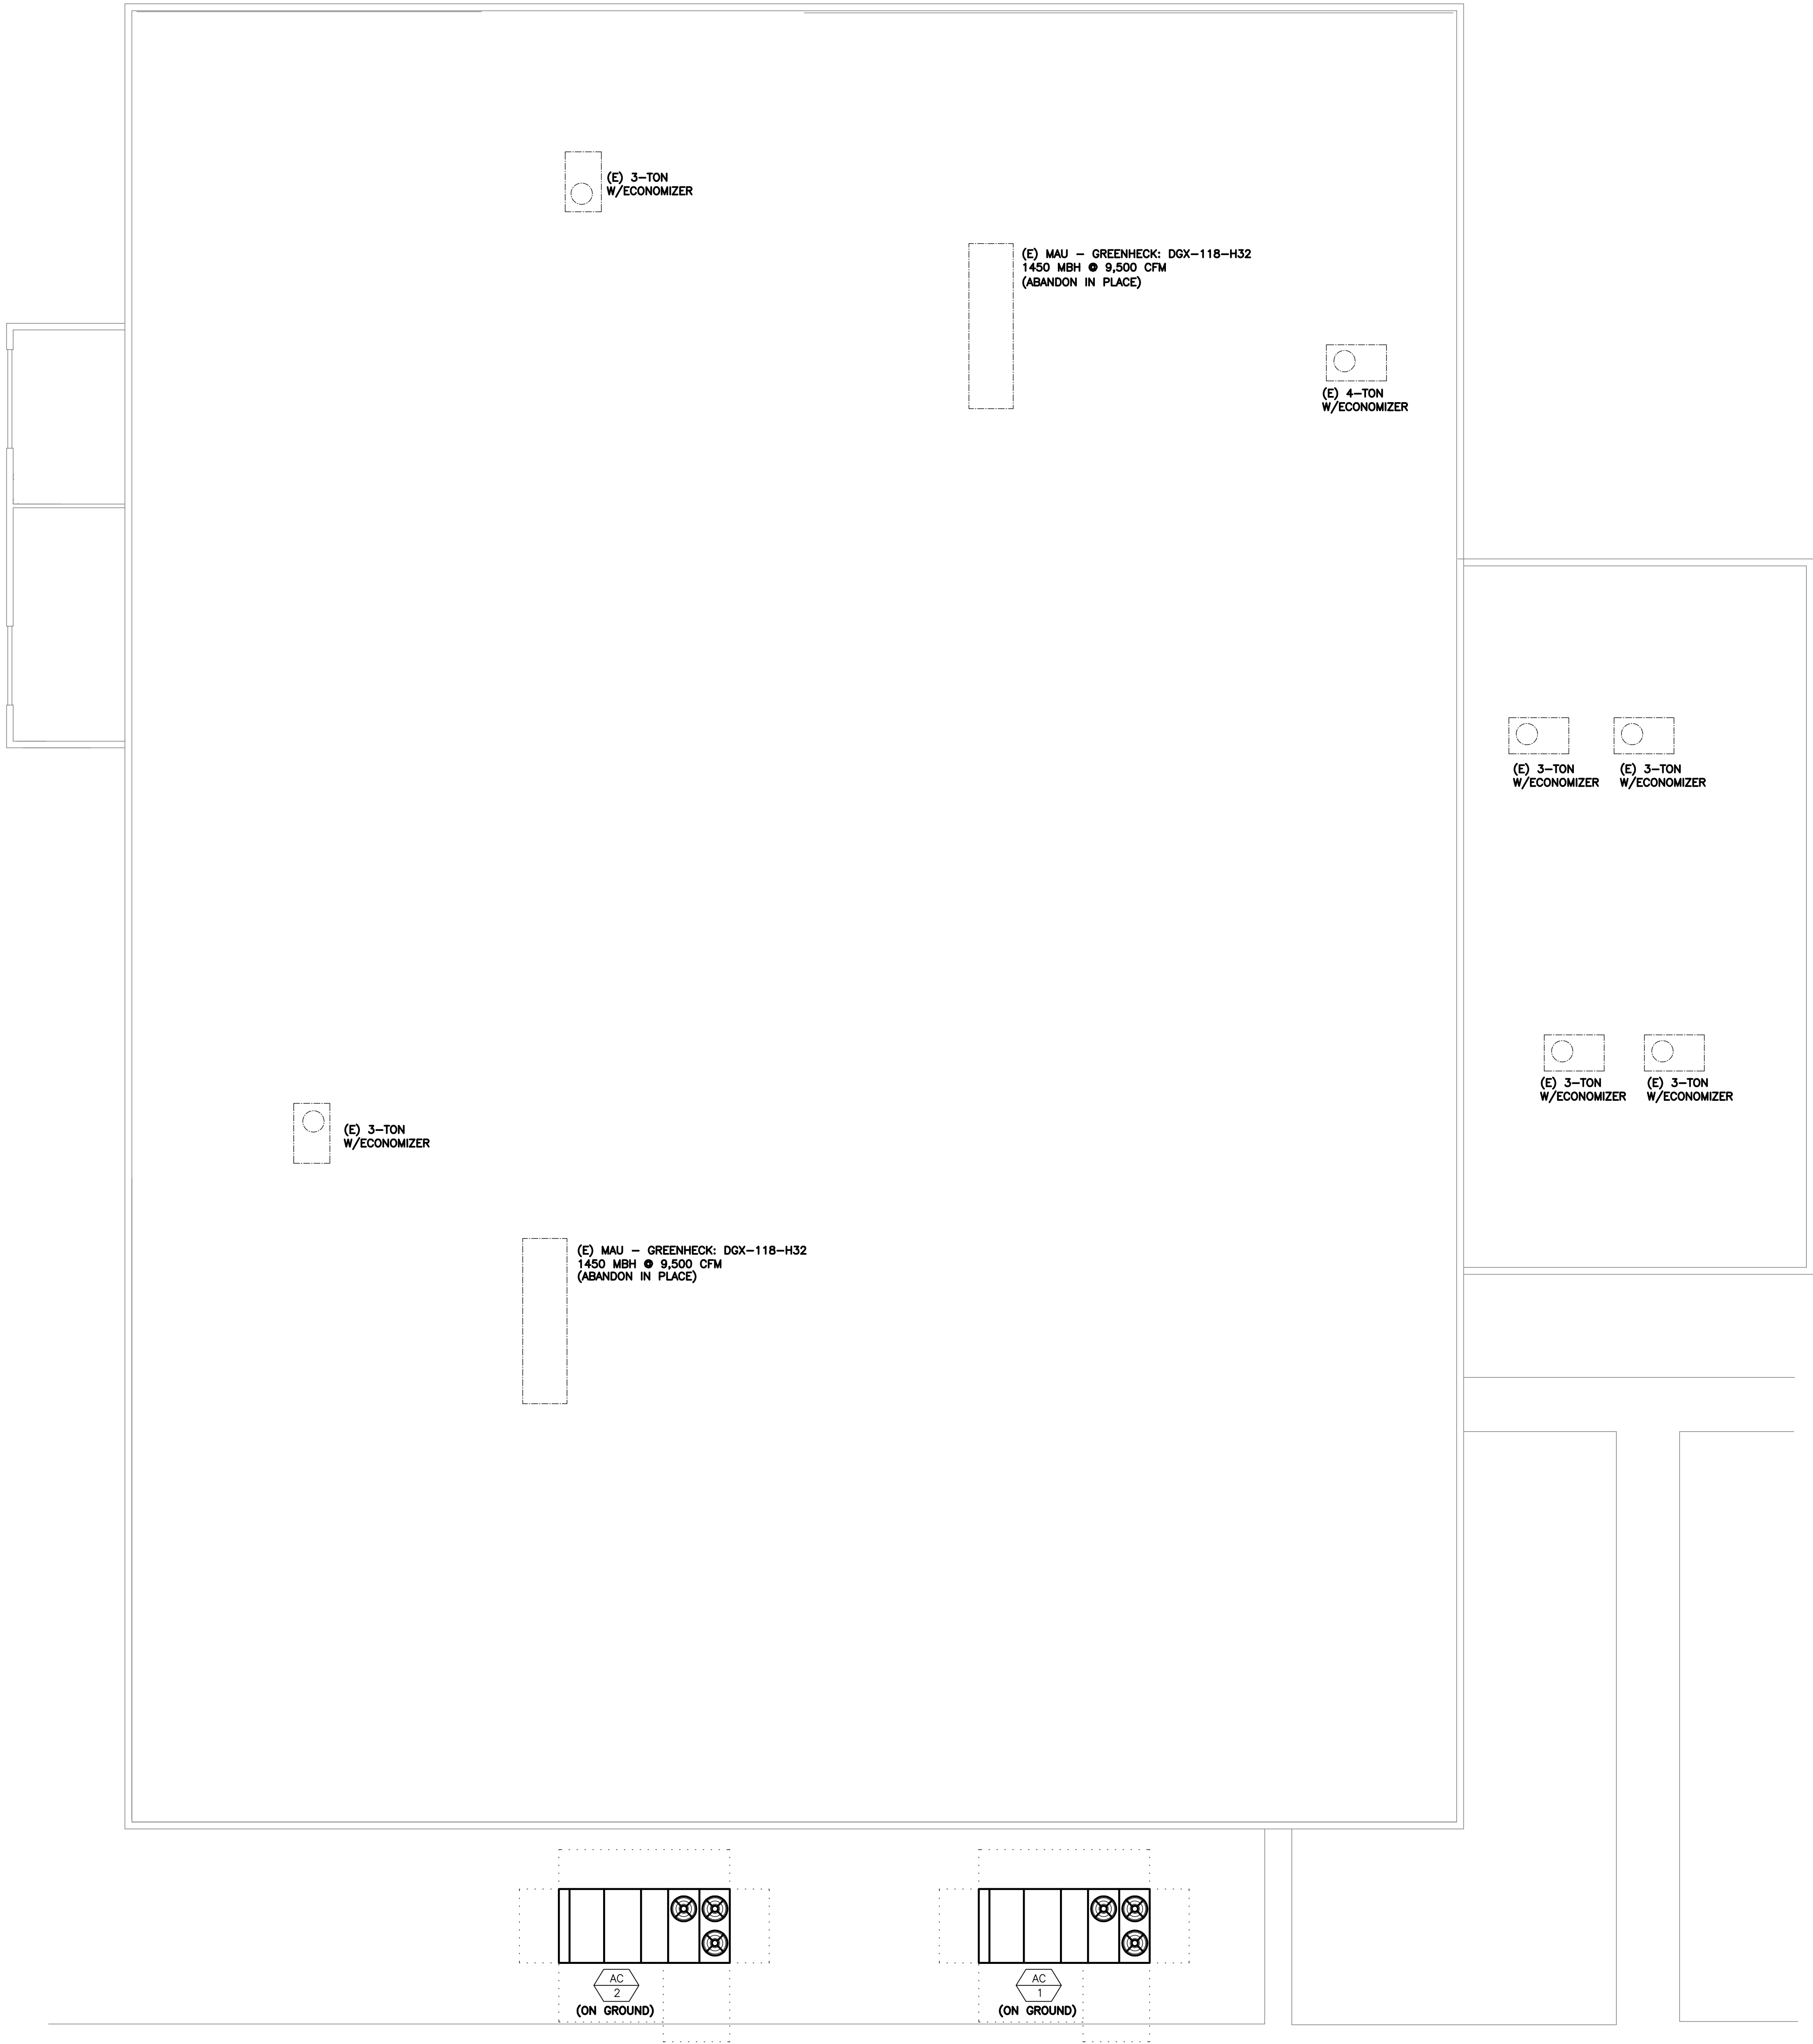 (E) 3-TON
W/ECONOMIZER
(E) MAU - GREENHECK: DGX-118-H32
1450 MBH @ 9,500 CFM
(ABANDON IN PLACE)
(E) 4-TON
W/ECONOMIZER
(E) 3-TON
W/ECONOMIZER
(E) 3-TON
W/ECONOMIZER
(E) 3-TON
W/ECONOMIZER
(E) 3-TON
W/ECONOMIZER
(E) 3-TON
W/ECONOMIZER
(E) MAU - GREENHECK: DGX-118-H32
1450 MBH @ 9,500 CFM
(ABANDON IN PLACE)
AC
2
(ON GROUND)
AC
1
(ON GROUND)